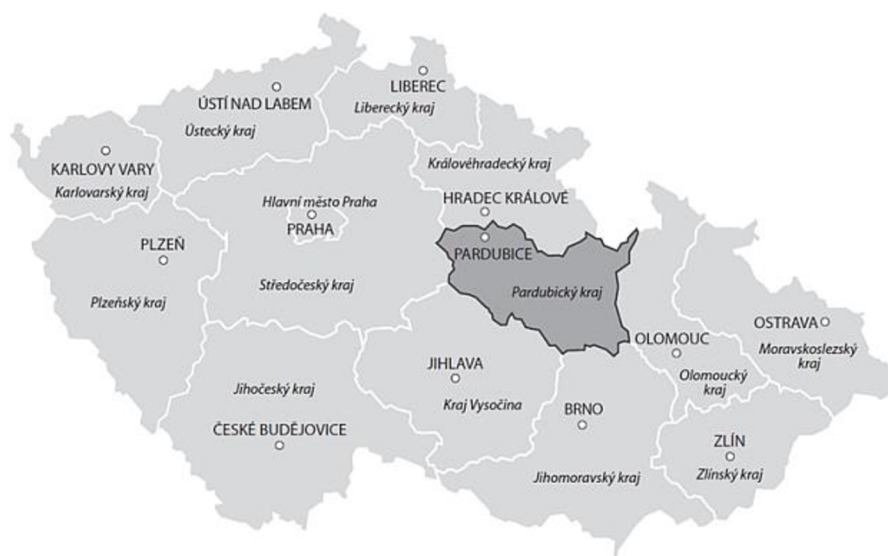 LIBEREC
Liberecký kraj
ÚSTÍ NAD LABEM
Ústecký kraj
KARLOVY VARY
Karlovarský kraj
Královéhradecký kraj
HRADEC KRÁLOVÉ
Hlavní město Praha
PRAHA
PLZEŇ
Plzeňský kraj
Středočeský kraj
PARDUBICE
Pardubický kraj
OSTRAVA
Moravskoslezský
kraj
OLOMOUC
Olomoucký
kraj
JIHLAVA
Kraj Vysočina
Jihočeský kraj
ČESKÉ BUDĚJOVICE
BRNO
Jihomoravský kraj
ZLÍN
Zlínský kraj